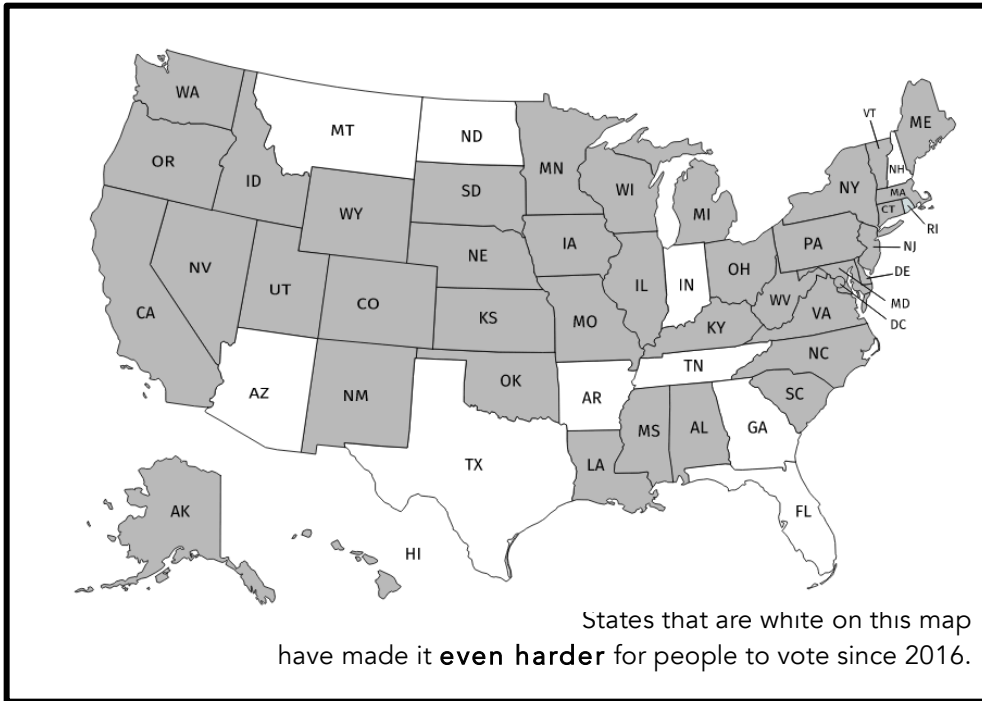 WA
MT
ND
MN
VT
ME
OR
ID
SD
WI
NY
NH
MA
WY
MI
CT
RI
NE
IA
PA
NJ
NV
UT
CO
IL
IN
OH
DE
CA
KS
MO
WV
VA
MD
KY
DC
AZ
NM
OK
AR
TN
NC
SC
TX
LA
MS
AL
GA
AK
HI
FL
States that are white on this map
have made it even harder for people to vote since 2016.